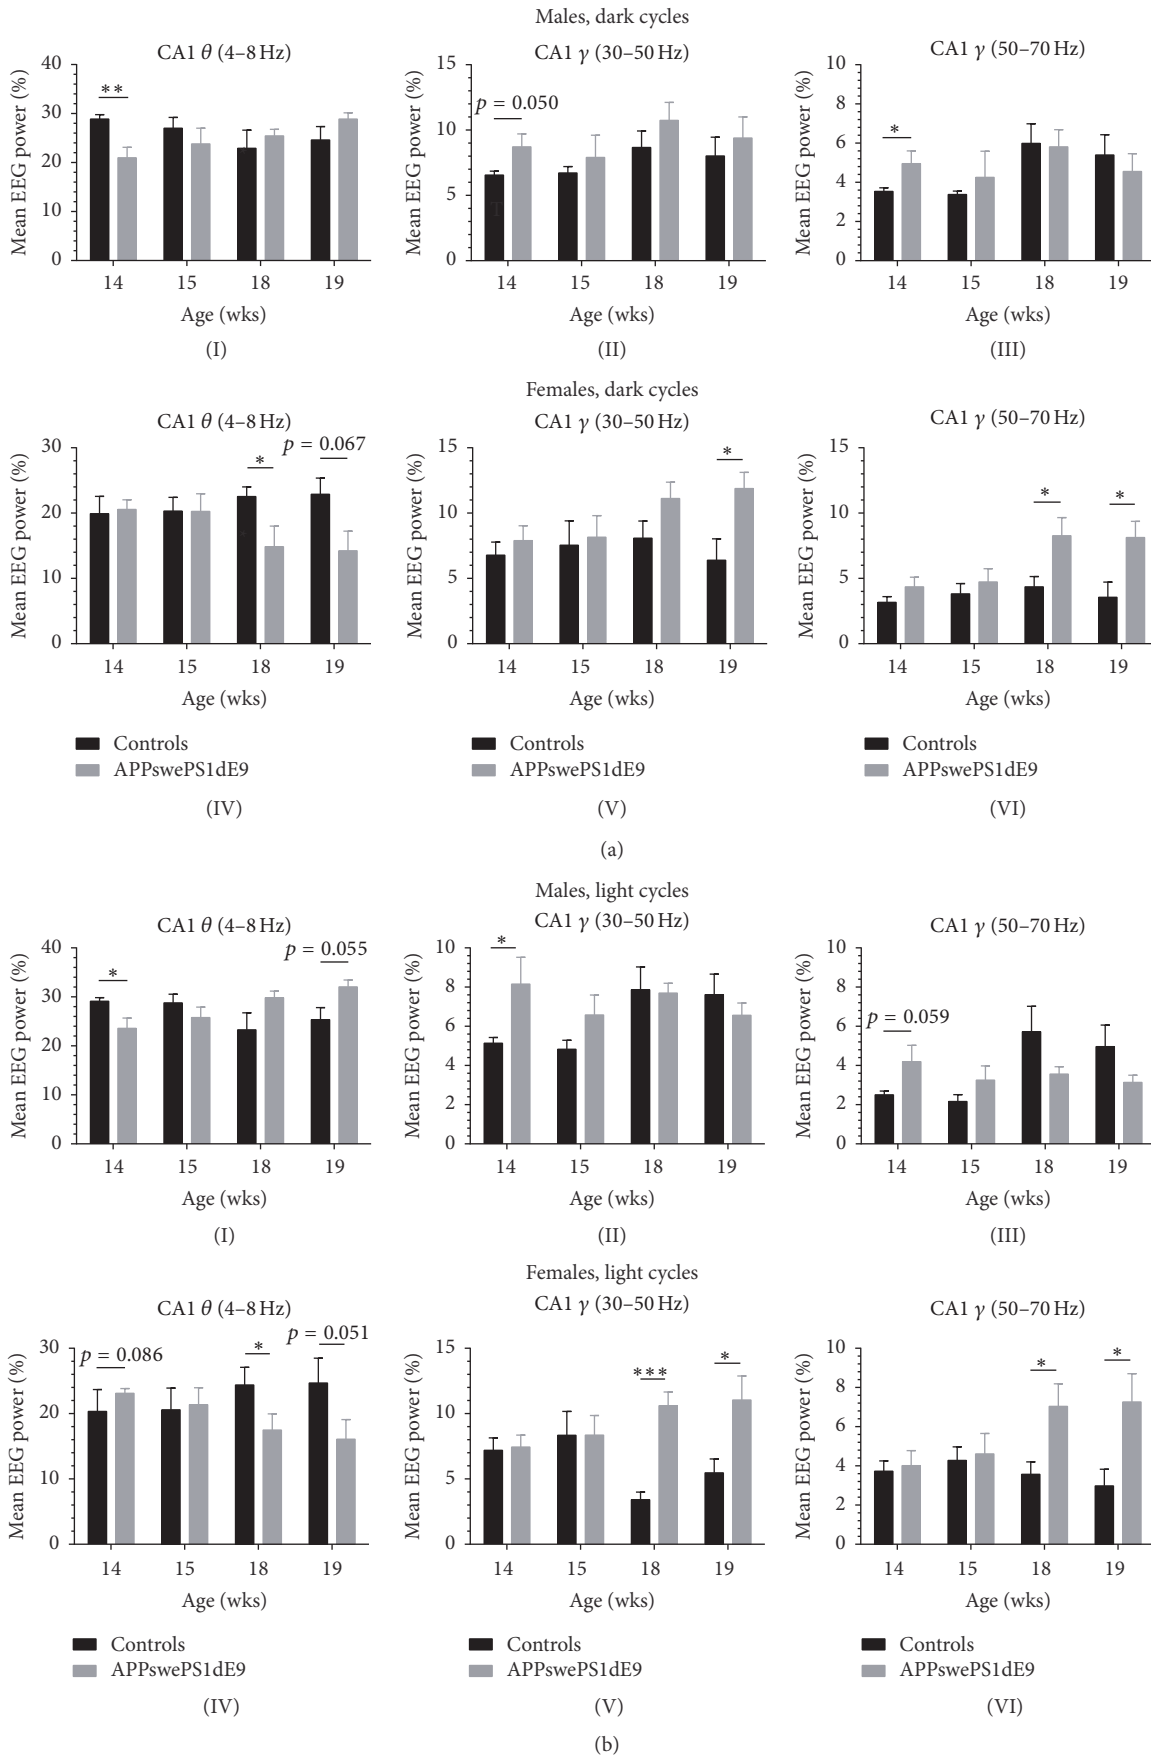 Males, dark cycles
CA1 θ (4–8 Hz)
Mean EEG power (%)
40
30
20
10
0
**
14 15 18 19
Age (wks)
(I)
CA1 γ (30–50 Hz)
Mean EEG power (%)
15
10
5
0
p = 0.050
14 15 18 19
Age (wks)
(II)
CA1 γ (50–70 Hz)
Mean EEG power (%)
10
8
6
4
2
0
*
14 15 18 19
Age (wks)
(III)
Females, dark cycles
CA1 θ (4–8 Hz)
Mean EEG power (%)
30
20
10
0
*
p = 0.067
14 15 18 19
Age (wks)
Controls
APPswePS1dE9
(IV)
CA1 γ (30–50 Hz)
Mean EEG power (%)
15
10
5
0
*
14 15 18 19
Age (wks)
Controls
APPswePS1dE9
(V)
CA1 γ (50–70 Hz)
Mean EEG power (%)
15
10
5
0
*
*
14 15 18 19
Age (wks)
Controls
APPswePS1dE9
(VI)
(a)
Males, light cycles
CA1 θ (4–8 Hz)
Mean EEG power (%)
40
30
20
10
0
*
p = 0.055
14 15 18 19
Age (wks)
(I)
CA1 γ (30–50 Hz)
Mean EEG power (%)
10
8
6
4
2
0
*
14 15 18 19
Age (wks)
(II)
CA1 γ (50–70 Hz)
Mean EEG power (%)
10
8
6
4
2
0
p = 0.059
14 15 18 19
Age (wks)
(III)
Females, light cycles
CA1 θ (4–8 Hz)
Mean EEG power (%)
30
20
10
0
p = 0.086
*
p = 0.051
14 15 18 19
Age (wks)
Controls
APPswePS1dE9
(IV)
CA1 γ (30–50 Hz)
Mean EEG power (%)
15
10
5
0
***
*
14 15 18 19
Age (wks)
Controls
APPswePS1dE9
(V)
CA1 γ (50–70 Hz)
Mean EEG power (%)
10
8
6
4
2
0
*
*
14 15 18 19
Age (wks)
Controls
APPswePS1dE9
(VI)
(b)